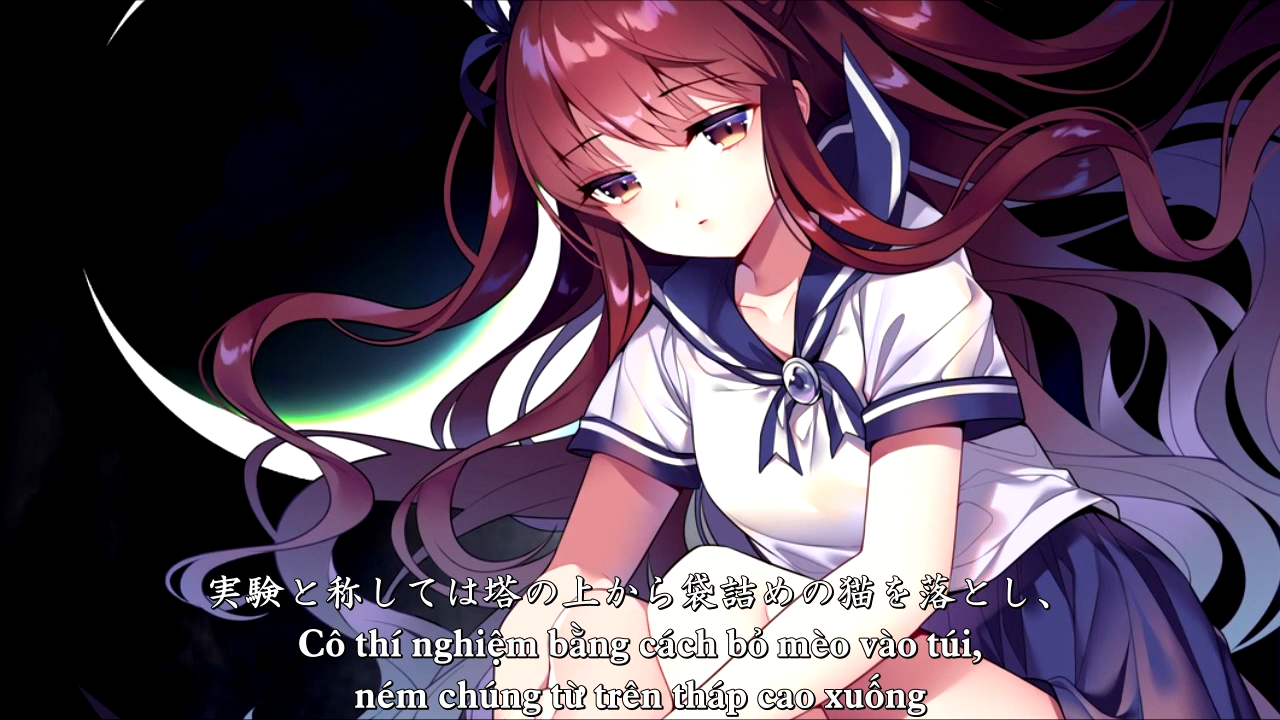 実験と称しては塔の上から袋詰めの猫を落とし、
Cô thí nghiệm bằng cách bỏ mèo vào túi,
ném chúng từ trên tháp cao xuống